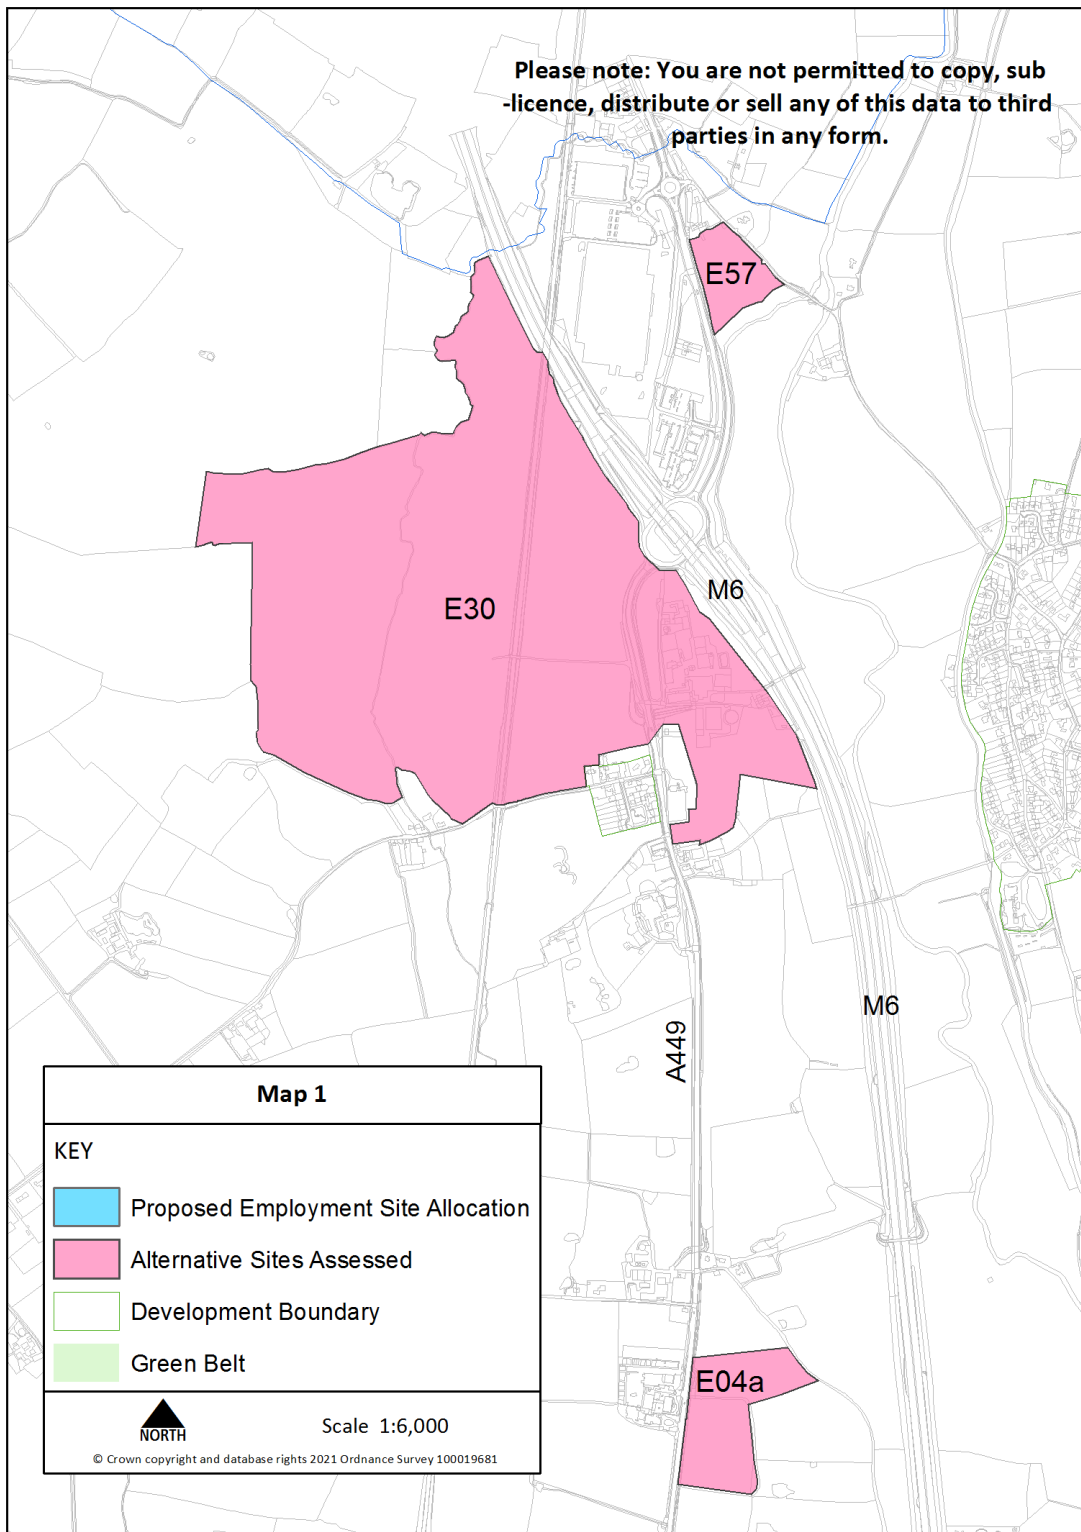 Please note: You are not permitted to copy, sub
-licence, distribute or sell any of this data to third
parties in any form.
E57
E30
M6
M6
A449
E04a
Map 1
KEY
Proposed Employment Site Allocation
Alternative Sites Assessed
Development Boundary
Green Belt
NORTH
Scale 1:6,000
© Crown copyright and database rights 2021 Ordnance Survey 100019681